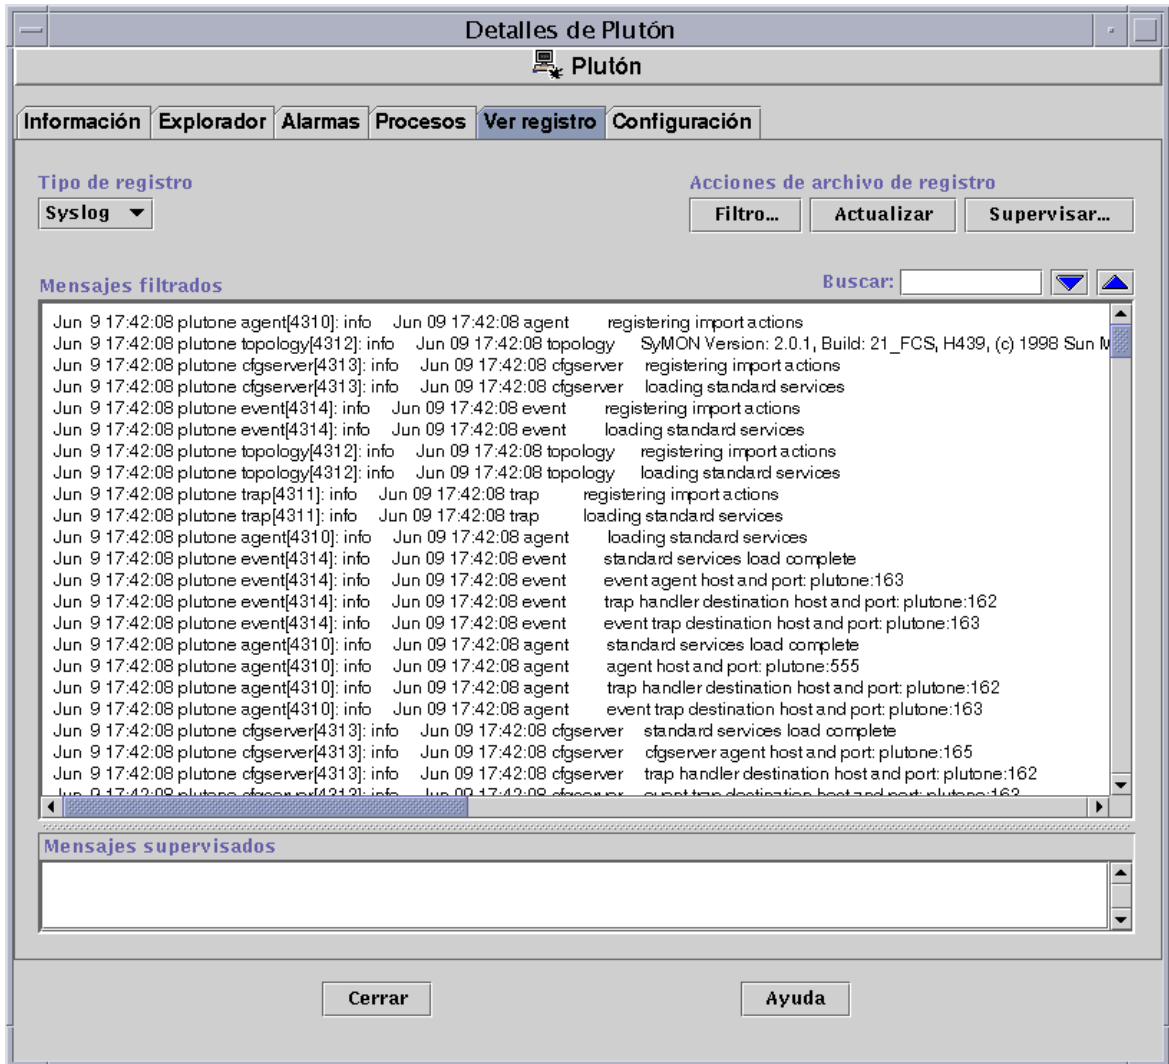 Detalles de Plutón
Plutón
Información Explorador Alarmas Procesos Ver registro Configuración
Tipo de registro Acciones de archivo de registro
Syslog Filtro... Actualizar Supervisar...
Mensajes filtrados Buscar:
Jun 9 17:42:08 plutone agent[4310]: info Jun 09 17:42:08 agent registering import actions
Jun 9 17:42:08 plutone topology[4312]: info Jun 09 17:42:08 topology SyMON Version: 2.0.1, Build: 21_FCS, H439, (c) 1998 Sun M
Jun 9 17:42:08 plutone cfgserver[4313]: info Jun 09 17:42:08 cfgserver registering import actions
Jun 9 17:42:08 plutone cfgserver[4313]: info Jun 09 17:42:08 cfgserver loading standard services
Jun 9 17:42:08 plutone event[4314]: info Jun 09 17:42:08 event registering import actions
Jun 9 17:42:08 plutone event[4314]: info Jun 09 17:42:08 event loading standard services
Jun 9 17:42:08 plutone topology[4312]: info Jun 09 17:42:08 topology registering import actions
Jun 9 17:42:08 plutone topology[4312]: info Jun 09 17:42:08 topology loading standard services
Jun 9 17:42:08 plutone trap[4311]: info Jun 09 17:42:08 trap registering import actions
Jun 9 17:42:08 plutone trap[4311]: info Jun 09 17:42:08 trap loading standard services
Jun 9 17:42:08 plutone agent[4310]: info Jun 09 17:42:08 agent loading standard services
Jun 9 17:42:08 plutone event[4314]: info Jun 09 17:42:08 event standard services load complete
Jun 9 17:42:08 plutone event[4314]: info Jun 09 17:42:08 event event agent host and port: plutone:163
Jun 9 17:42:08 plutone event[4314]: info Jun 09 17:42:08 event trap handler destination host and port: plutone:162
Jun 9 17:42:08 plutone event[4314]: info Jun 09 17:42:08 event event trap destination host and port: plutone:163
Jun 9 17:42:08 plutone agent[4310]: info Jun 09 17:42:08 agent standard services load complete
Jun 9 17:42:08 plutone agent[4310]: info Jun 09 17:42:08 agent agent host and port: plutone:555
Jun 9 17:42:08 plutone agent[4310]: info Jun 09 17:42:08 agent trap handler destination host and port: plutone:162
Jun 9 17:42:08 plutone agent[4310]: info Jun 09 17:42:08 agent event trap destination host and port: plutone:163
Jun 9 17:42:08 plutone cfgserver[4313]: info Jun 09 17:42:08 cfgserver standard services load complete
Jun 9 17:42:08 plutone cfgserver[4313]: info Jun 09 17:42:08 cfgserver cfgserver agent host and port: plutone:165
Jun 9 17:42:08 plutone cfgserver[4313]: info Jun 09 17:42:08 cfgserver trap handler destination host and port: plutone:162
Jun 9 17:42:08 plutone cfgserver[4313]: info Jun 09 17:42:08 cfgserver event trap destination host and port: plutone:163
Mensajes supervisados
Cerrar Ayuda